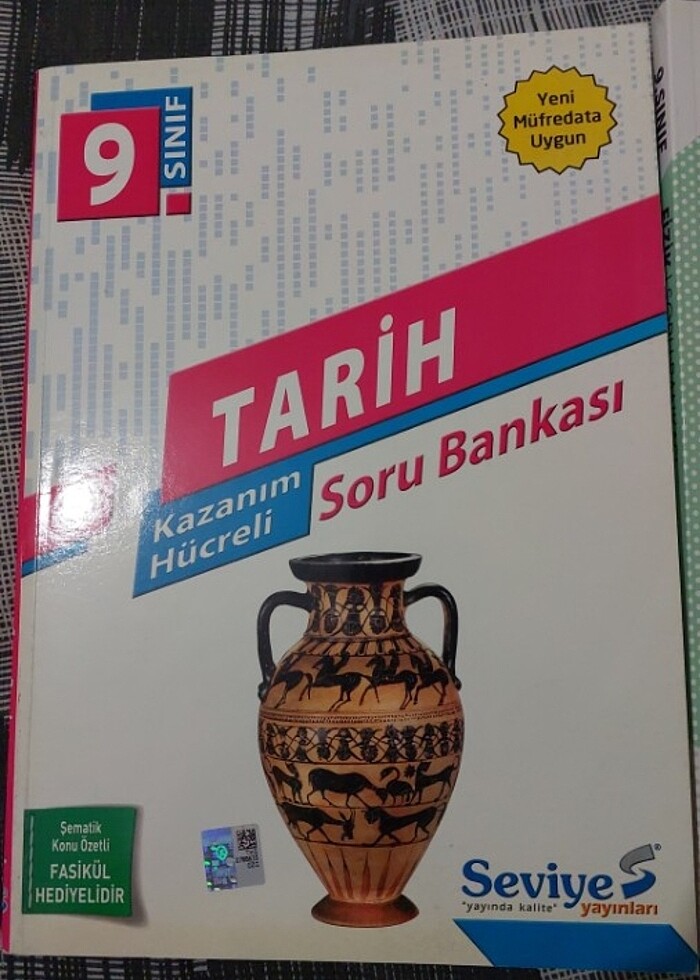 9
SINIF
Yeni
Müfredata
Uygun
TARİH
Kazanım
Hücreli
Soru Bankası
Şematik
Konu Özetli
FASİKÜL
HEDİYELİDİR
Seviye S®
"yayında kalite" yayınları
9.SINIF